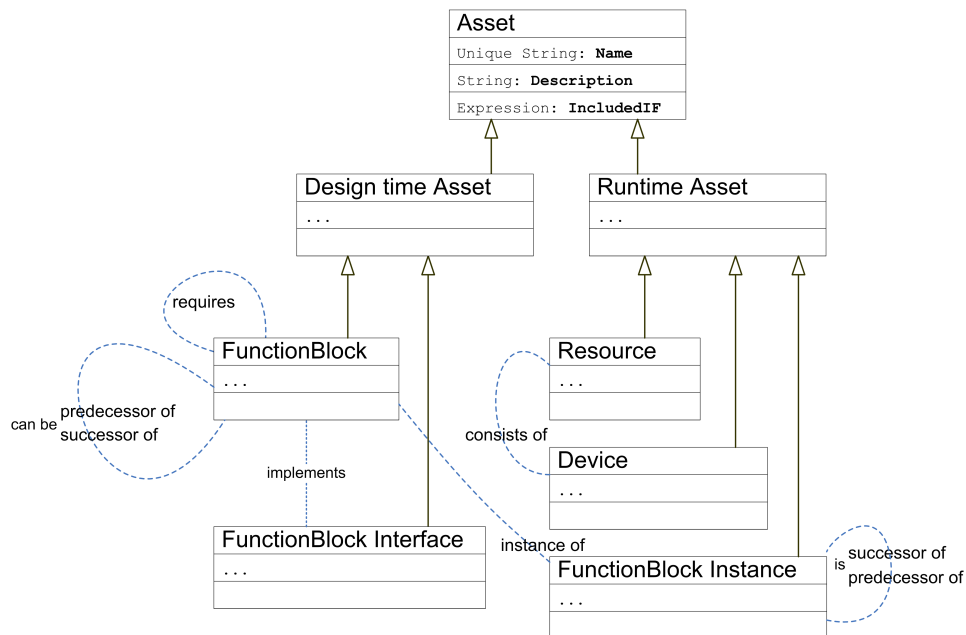 Asset
Unique String: Name
String: Description
Expression: IncludedIF
Design time Asset
...
Runtime Asset
...
requires
FunctionBlock
...
can be
predecessor of
successor of
implements
FunctionBlock Interface
...
Resource
...
consists of
Device
...
instance of
FunctionBlock Instance
...
is
successor of
predecessor of